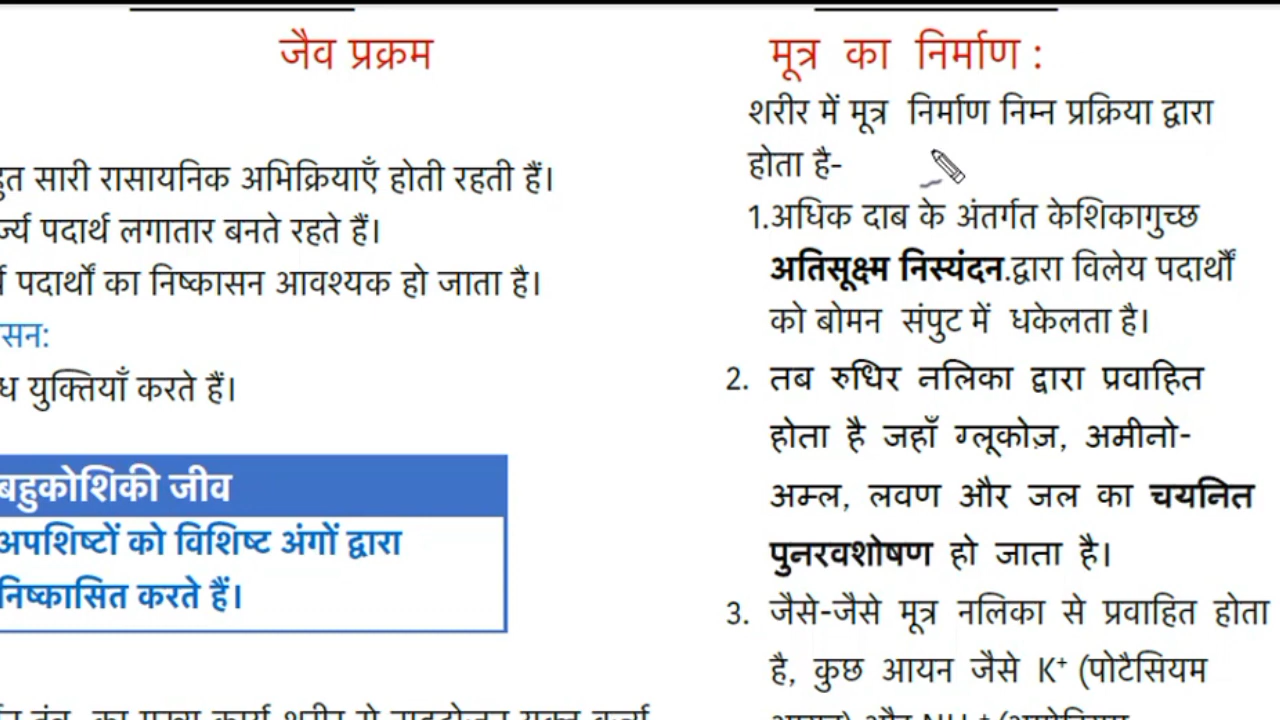 जैव प्रक्रम
सारी रासायनिक अभिक्रियाएँ होती रहती हैं।
पदार्थ लगातार बनते रहते हैं।
पदार्थों का निष्कासन आवश्यक हो जाता है।
युक्तियाँ करते हैं।
बहुकोशिकी जीव
अपशिष्टों को विशिष्ट अंगों द्वारा
निष्कासित करते हैं।
मूत्र का निर्माण :
शरीर में मूत्र निर्माण निम्न प्रक्रिया द्वारा
होता है-
1.अधिक दाब के अंतर्गत केशिकागुच्छ
अतिसूक्ष्म निस्यंदन.द्वारा विलेय पदार्थों
को बोमन संपुट में धकेलता है।
2. तब रुधिर नलिका द्वारा प्रवाहित
होता है जहाँ ग्लूकोज़, अमीनो-
अम्ल, लवण और जल का चयनित
पुनरवशोषण हो जाता है।
3. जैसे-जैसे मूत्र नलिका से प्रवाहित होता
है, कुछ आयन जैसे K⁺ (पोटैसियम